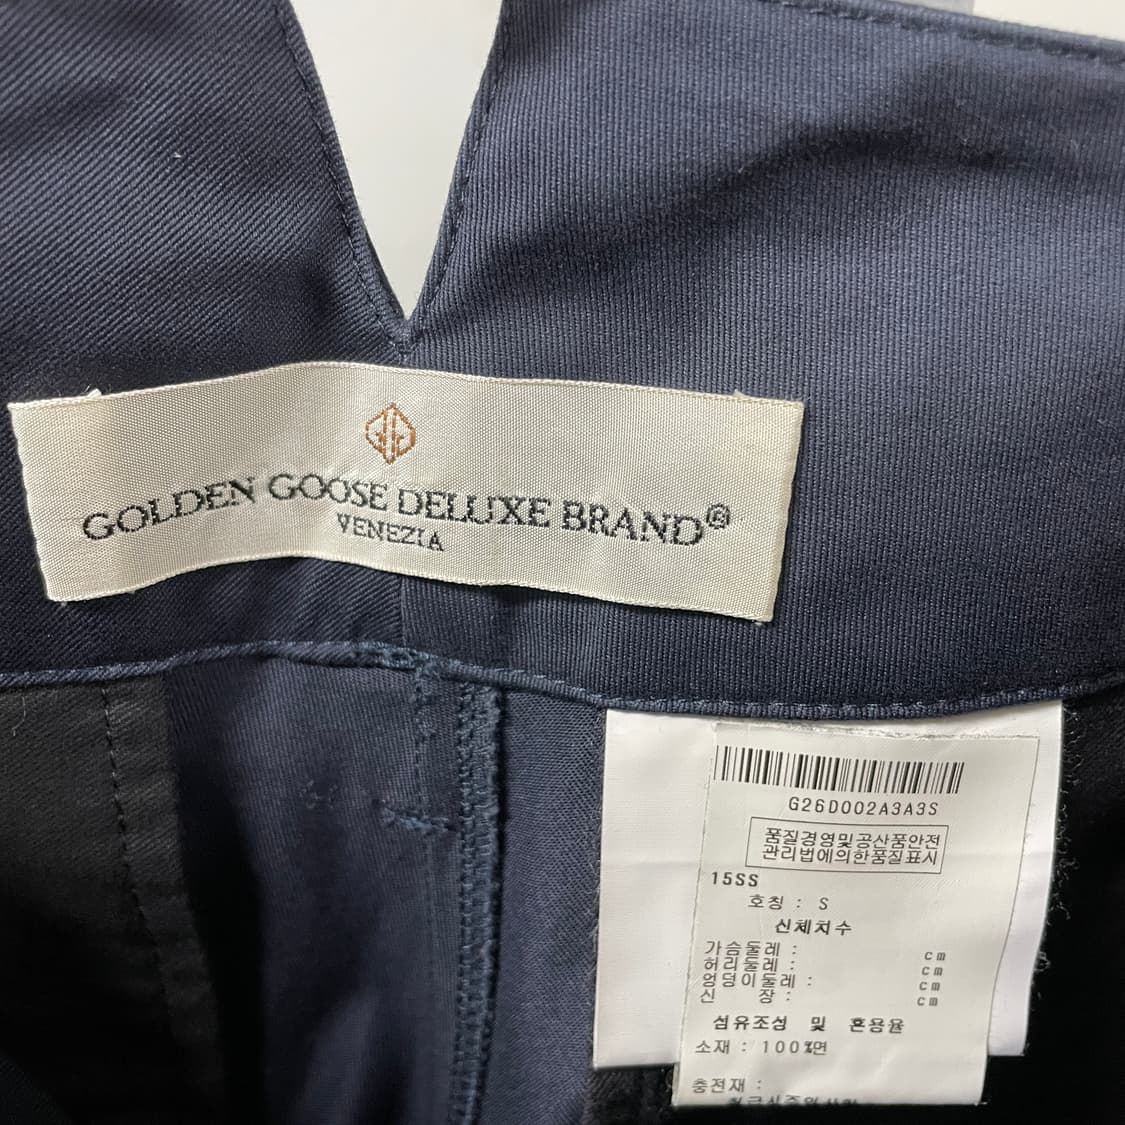 GOLDEN GOOSE DELUXE BRAND®
VENEZIA
G26D002A3A3S
품질경영및공산품안전
관리법에의한품질표시
15SS
호칭 : S
신체치수
가슴둘레 : cm
허리둘레 : cm
엉덩이둘레 : cm
신 장 : cm
섬유조성 및 혼용율
소재 : 100%면
충전재 :